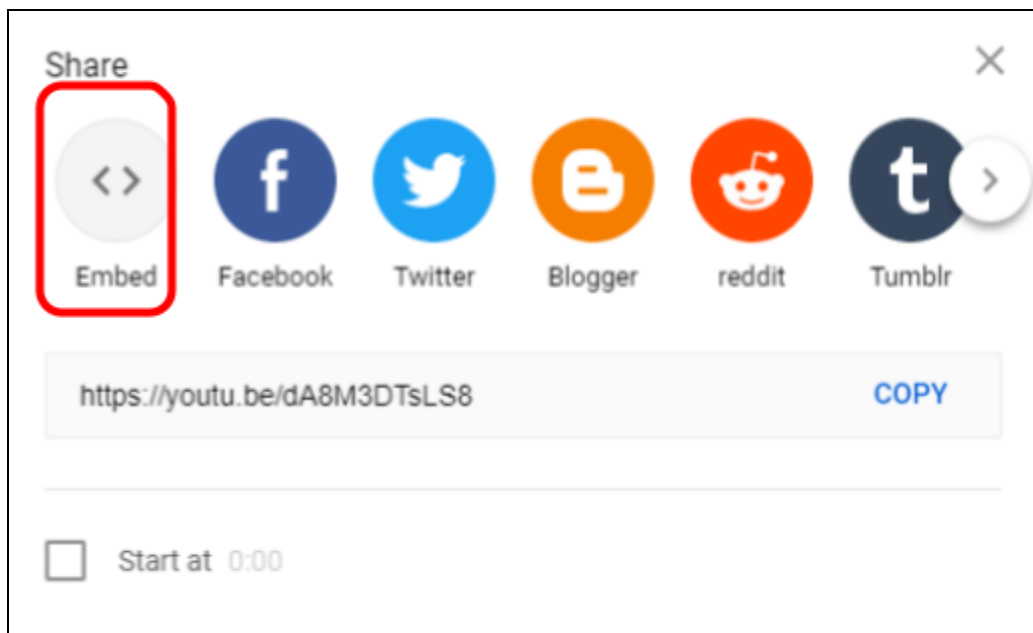 Share
Embed Facebook Twitter Blogger reddit Tumblr
https://youtu.be/dA8M3DTsLS8 COPY
Start at 0:00